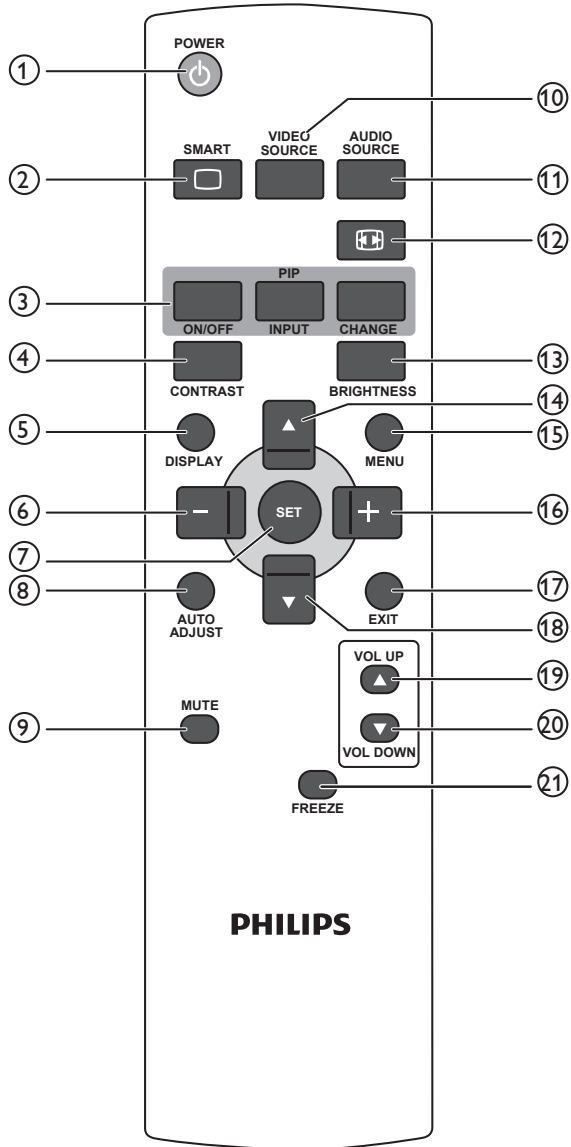 POWER
① ⑩
SMART
VIDEO
SOURCE
AUDIO
SOURCE
② ⑪
⑫
PIP
③
ON/OFF INPUT CHANGE
④ ⑬
CONTRAST BRIGHTNESS
⑭
⑤ ⑮
DISPLAY MENU
⑥ SET ⑯
⑦
⑧ ⑰
AUTO
ADJUST
EXIT
⑱
VOL UP
⑲
MUTE
⑨ ⑳
VOL DOWN
㉑
FREEZE
PHILIPS